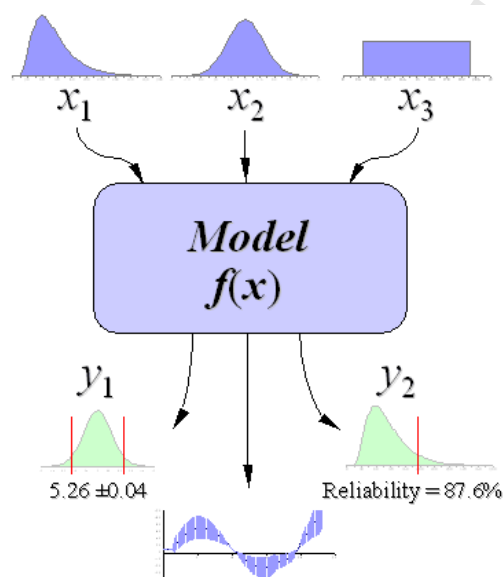 x1
x2
x3
Model
f(x)
y1
y2
5.26 ±0.04
Reliability = 87.6%